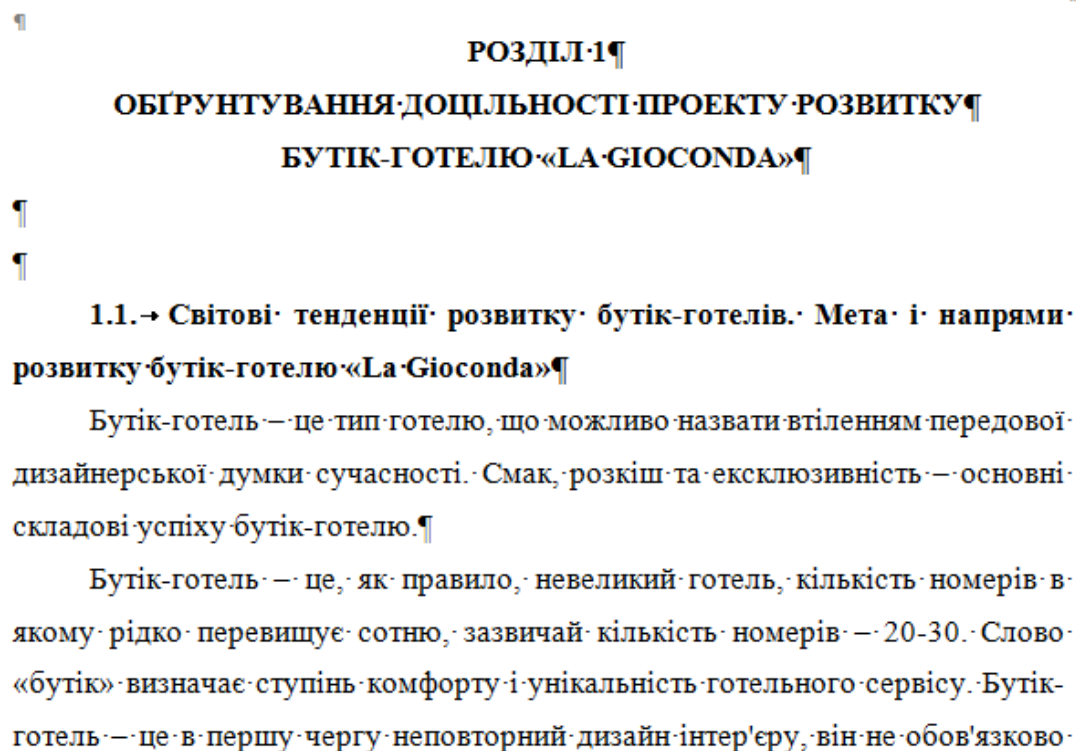 РОЗДІЛ 1
ОБҐРУНТУВАННЯ ДОЦІЛЬНОСТІ ПРОЕКТУ РОЗВИТКУ
БУТІК-ГОТЕЛЮ «LA GIOCONDA»
1.1. Світові тенденції розвитку бутік-готелів. Мета і напрями
розвитку бутік-готелю «La Gioconda»
Бутік-готель – це тип готелю, що можливо назвати втіленням передової
дизайнерської думки сучасності. Смак, розкіш та ексклюзивність – основні
складові успіху бутік-готелю.
Бутік-готель – це, як правило, невеликий готель, кількість номерів в
якому рідко перевищує сотню, зазвичай кількість номерів – 20-30. Слово
«бутік» визначає ступінь комфорту і унікальність готельного сервісу. Бутік-
готель – це в першу чергу неповторний дизайн інтер'єру, він не обов'язково